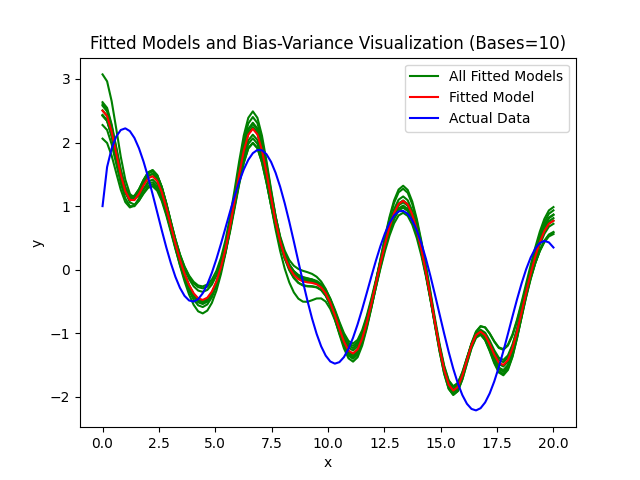 Fitted Models and Bias-Variance Visualization (Bases=10)
All Fitted Models
Fitted Model
Actual Data
3
2
1
0
−1
−2
y
0.0 2.5 5.0 7.5 10.0 12.5 15.0 17.5 20.0
x